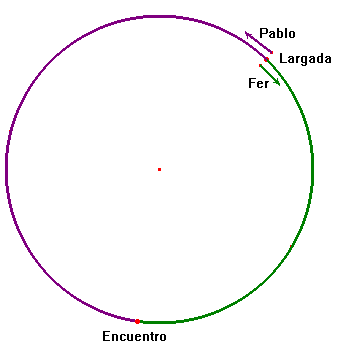 Pablo
Largada
Fer
Encuentro